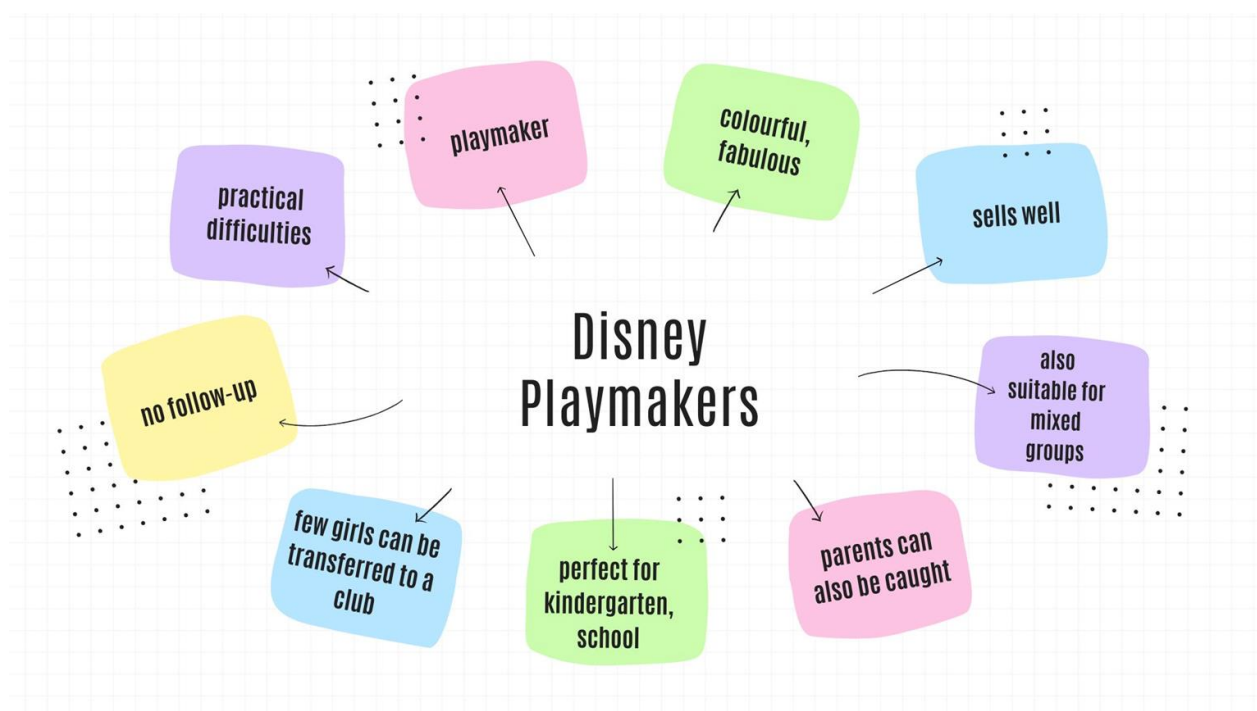 playmaker
colourful,
fabulous
practical
difficulties
sells well
Disney
Playmakers
also
suitable for
mixed
groups
no follow-up
few girls can be
transferred to a
club
perfect for
kindergarten,
school
parents can
also be caught